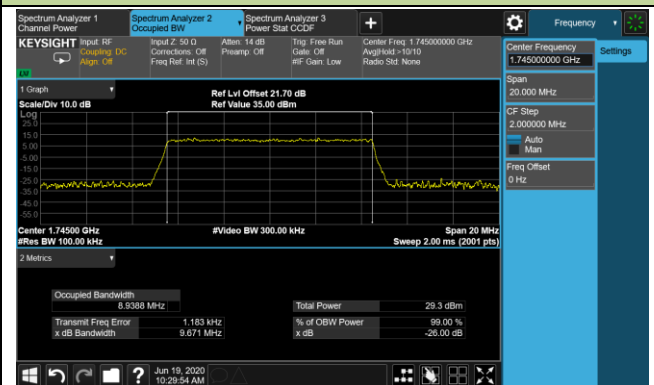 Spectrum Analyzer 1
Channel Power
Spectrum Analyzer 2
Occupied BW
Spectrum Analyzer 3
Power Stat CCDF
+
Frequency
KEYSIGHT
Input: RF
Coupling: DC
Align: Off
Input Z: 50 Ω
Corrections: Off
Freq Ref: Int (S)
Atten: 14 dB
Preamp: Off
Trig: Free Run
Gate: Off
#IF Gain: Low
Center Freq: 1.745000000 GHz
Avg|Hold:>10/10
Radio Std: None
Center Frequency
1.745000000 GHz
Settings
Span
20.000 MHz
CF Step
2.000000 MHz
Auto
Man
Freq Offset
0 Hz
1 Graph
Scale/Div 10.0 dB
Ref Lvl Offset 21.70 dB
Ref Value 35.00 dBm
Log
25.0
15.0
5.00
-5.00
-15.0
-25.0
-35.0
-45.0
-55.0
Center 1.74500 GHz
#Res BW 100.00 kHz
#Video BW 300.00 kHz
Span 20 MHz
Sweep 2.00 ms (2001 pts)
2 Metrics
Occupied Bandwidth
8.9388 MHz
Total Power 29.3 dBm
Transmit Freq Error 1.183 kHz
% of OBW Power 99.00 %
x dB Bandwidth 9.671 MHz
x dB -26.00 dB
?
Jun 19, 2020
10:29:54 AM